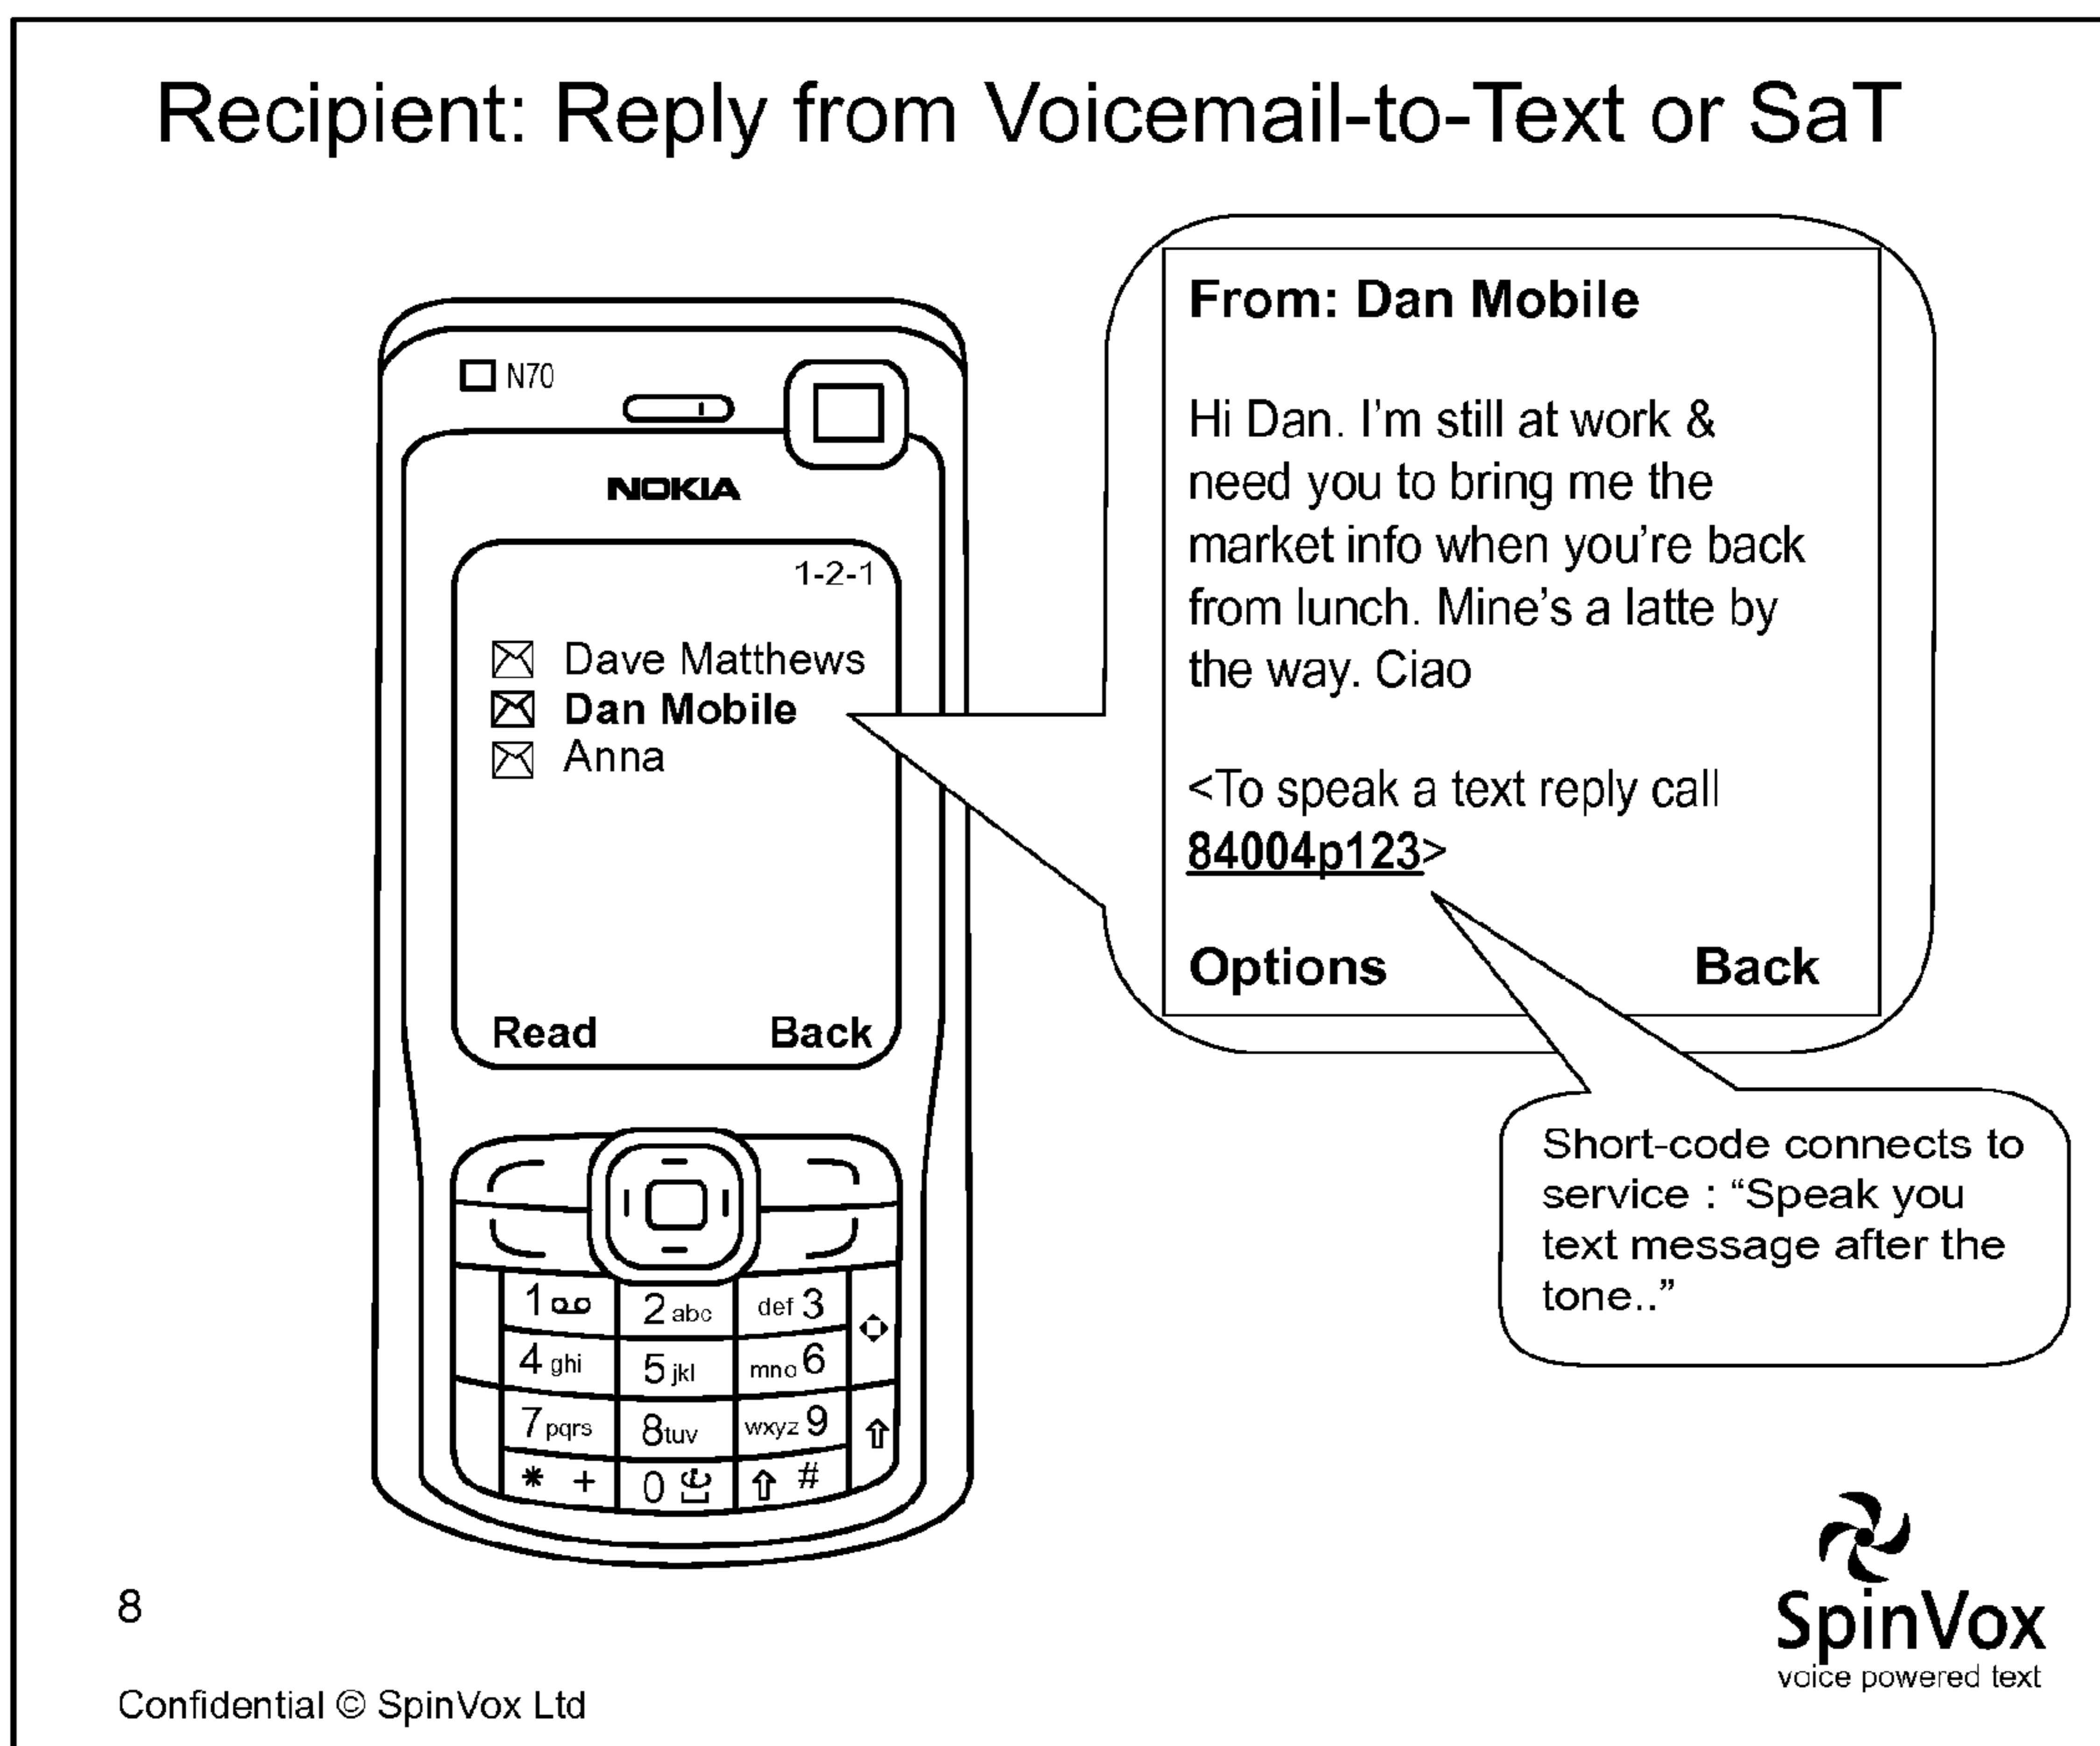 Recipient: Reply from Voicemail-to-Text or SaT
N70
NOKIA
1-2-1
Dave Matthews
Dan Mobile
Anna
Read Back
1
2 abc
def 3
4 ghi
5 jkl
mno 6
7 pqrs
8 tuv
wxyz 9
* +
0
#
From: Dan Mobile
Hi Dan. I'm still at work &
need you to bring me the
market info when you're back
from lunch. Mine's a latte by
the way. Ciao
<To speak a text reply call
84004p123>
Options Back
Short-code connects to
service : “Speak you
text message after the
tone..”
8
Confidential © SpinVox Ltd
SpinVox
voice powered text